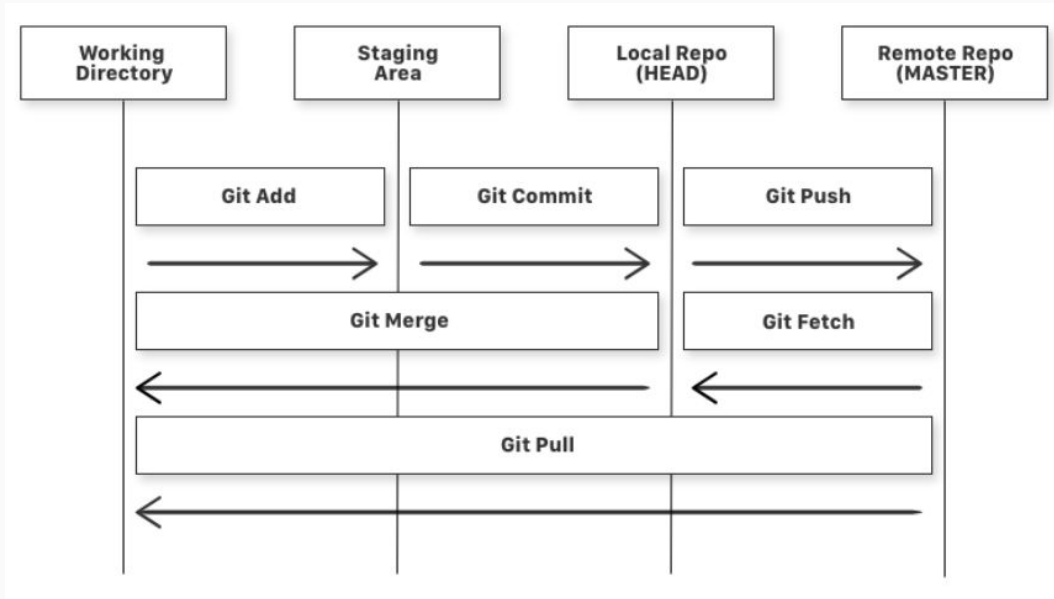 Working
Directory
Staging
Area
Local Repo
(HEAD)
Remote Repo
(MASTER)
Git Add
Git Commit
Git Push
Git Merge
Git Fetch
Git Pull